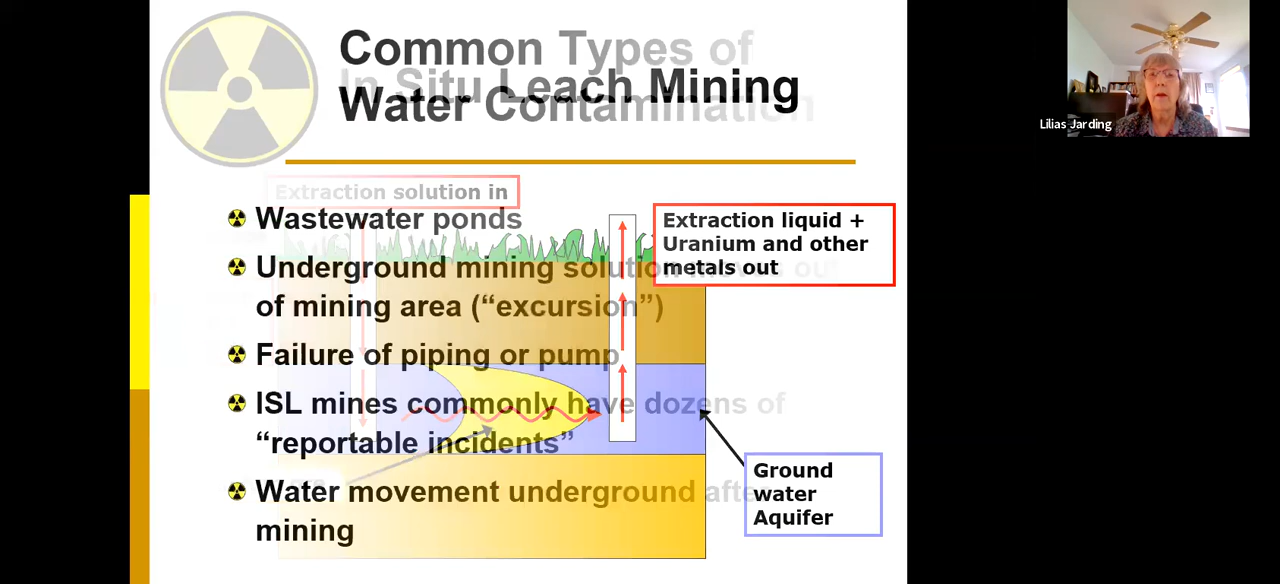 Common Types of
In Situ Leach Mining
Water Contamination
Extraction solution in
Wastewater ponds
Extraction liquid +
Uranium and other
metals out
Underground mining solution moves out
of mining area (“excursion”)
Failure of piping or pump
ISL mines commonly have dozens of
“reportable incidents”
Ground
water
Aquifer
Water movement underground after
mining
Lilias Jarding